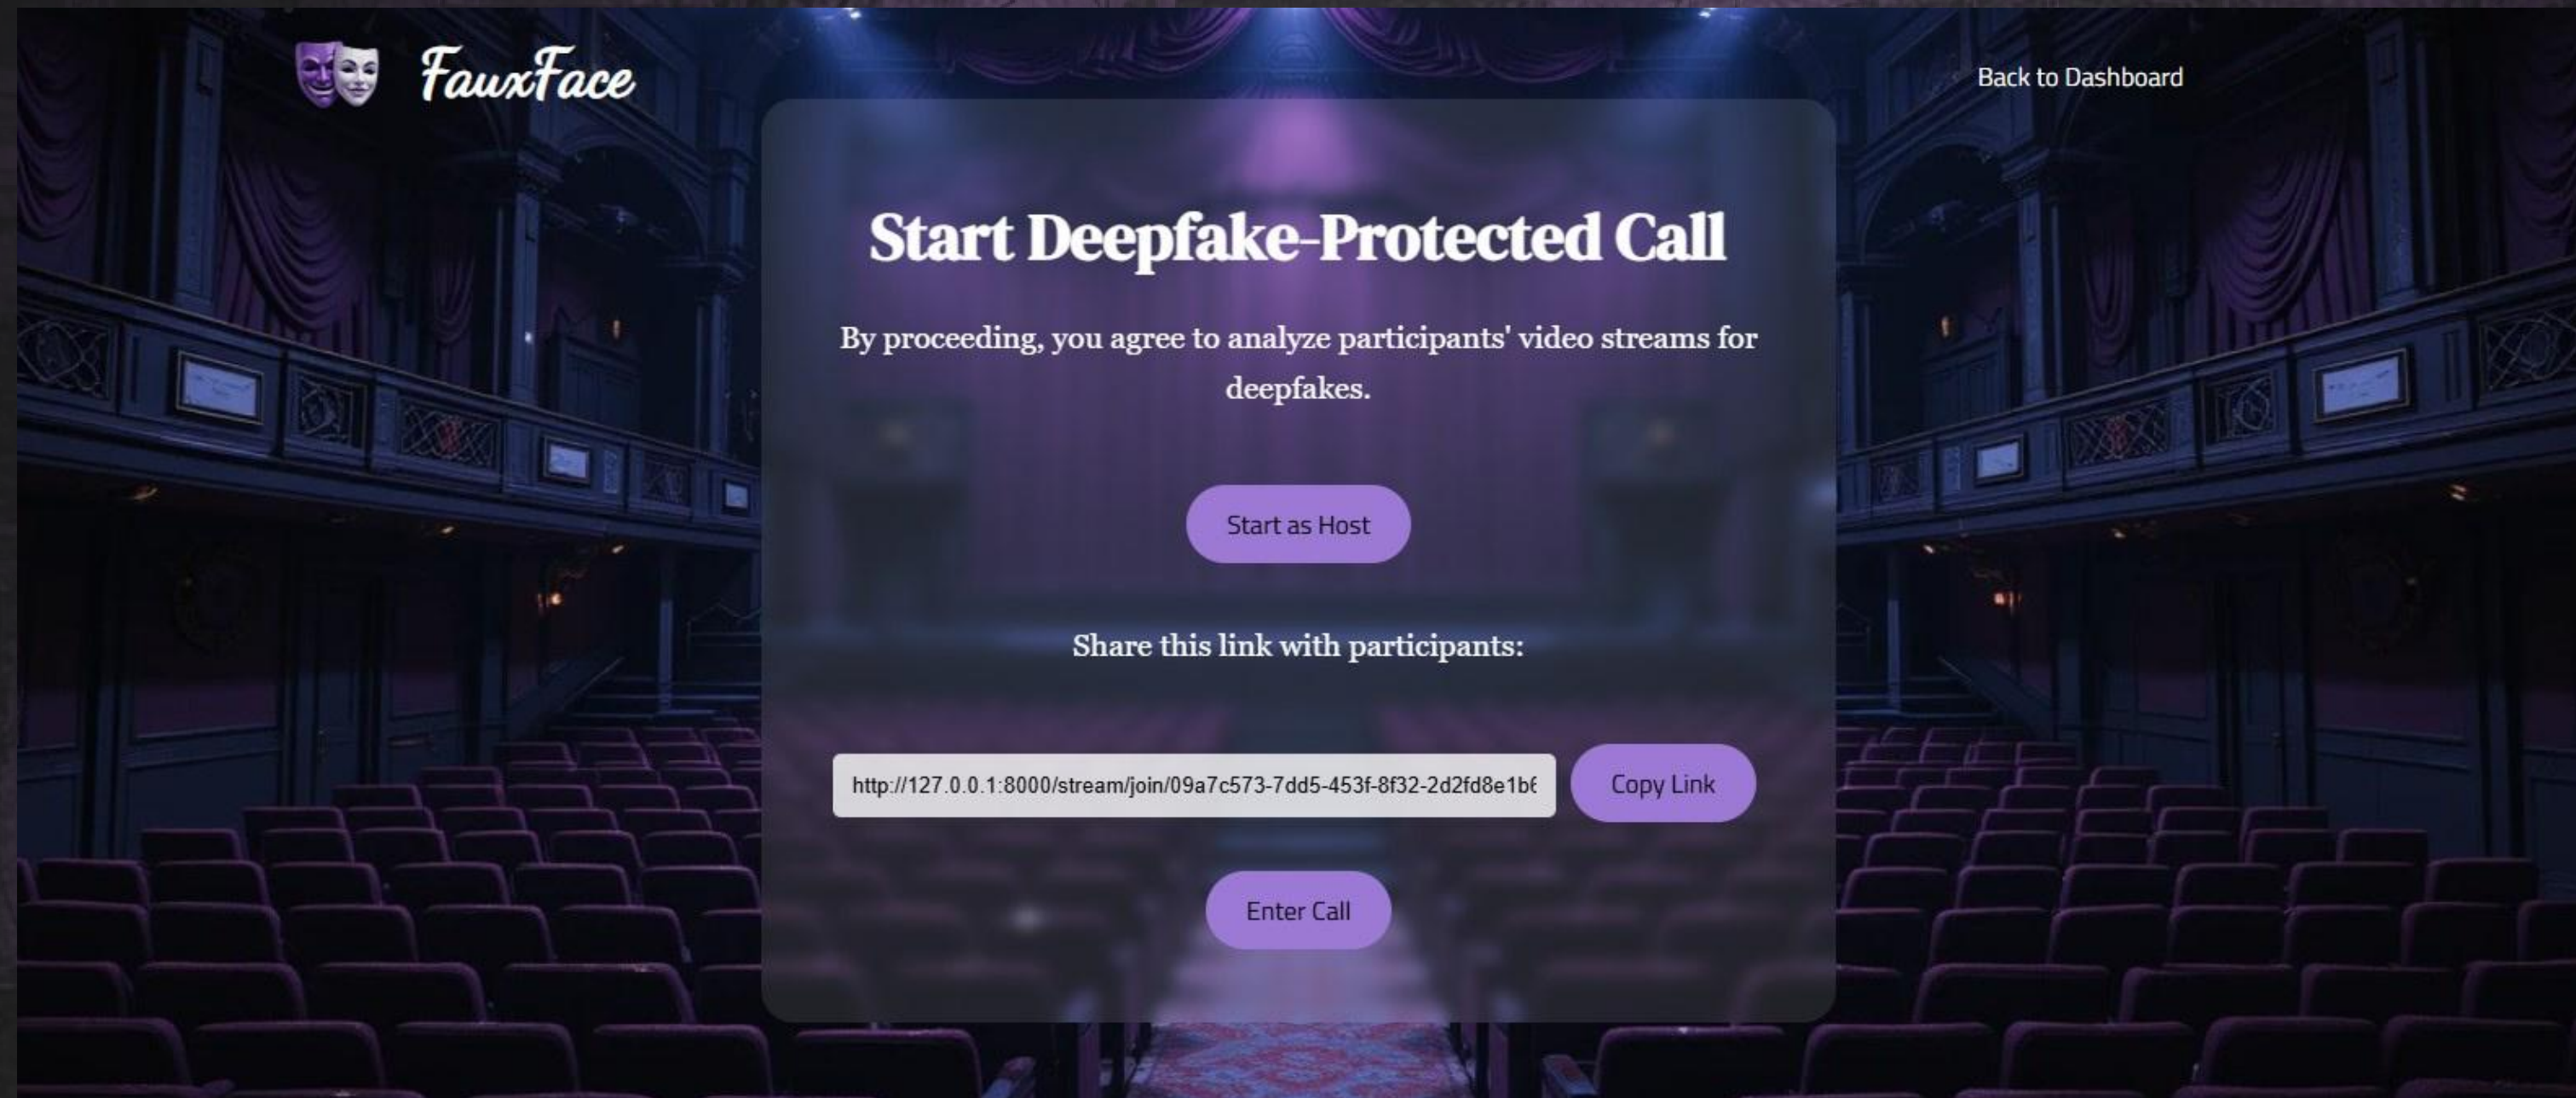 FauxFace
Back to Dashboard
Start Deepfake-Protected Call
By proceeding, you agree to analyze participants' video streams for
deepfakes.
Start as Host
Share this link with participants:
http://127.0.0.1:8000/stream/join/09a7c573-7dd5-453f-8f32-2d2fd8e1b6
Copy Link
Enter Call